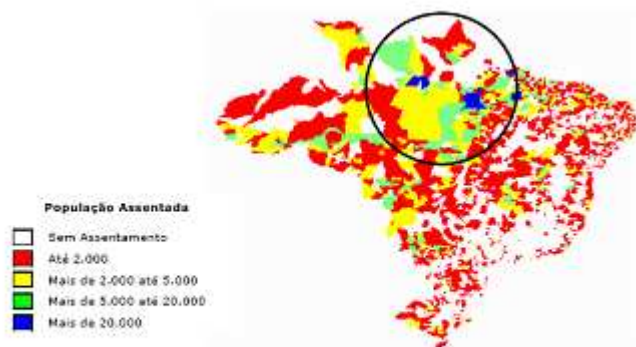 População Assentada
Sem Assentamento
Até 2.000
Mais de 2.000 até 5.000
Mais de 5.000 até 20.000
Mais de 20.000